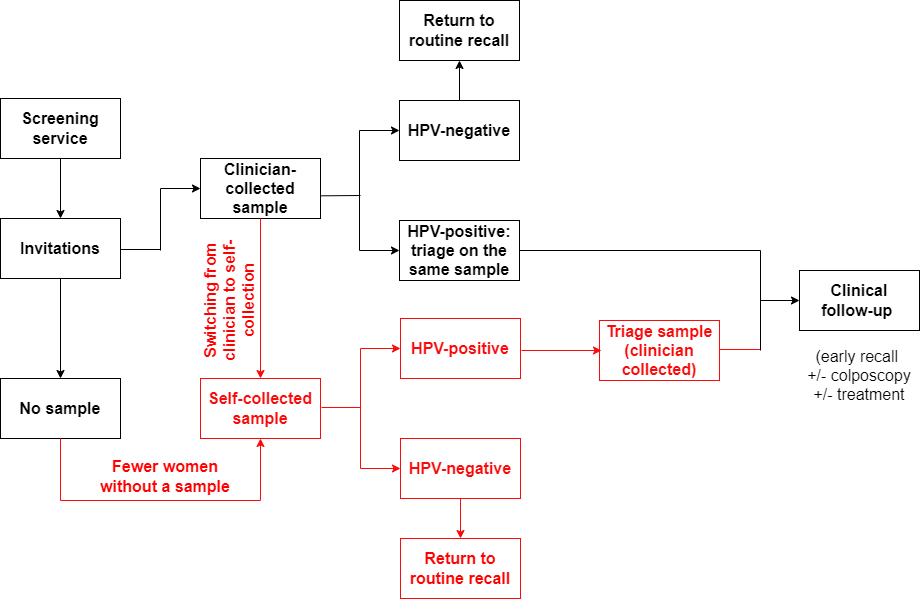 Return to
routine recall
Screening
service
HPV-negative
Clinician-
collected
sample
Invitations
HPV-positive:
triage on the
same sample
Switching from
clinician to self-
collection
Clinical
follow-up
HPV-positive
Triage sample
(clinician
collected)
(early recall
+/- colposcopy
+/- treatment
No sample
Self-collected
sample
Fewer women
without a sample
HPV-negative
Return to
routine recall